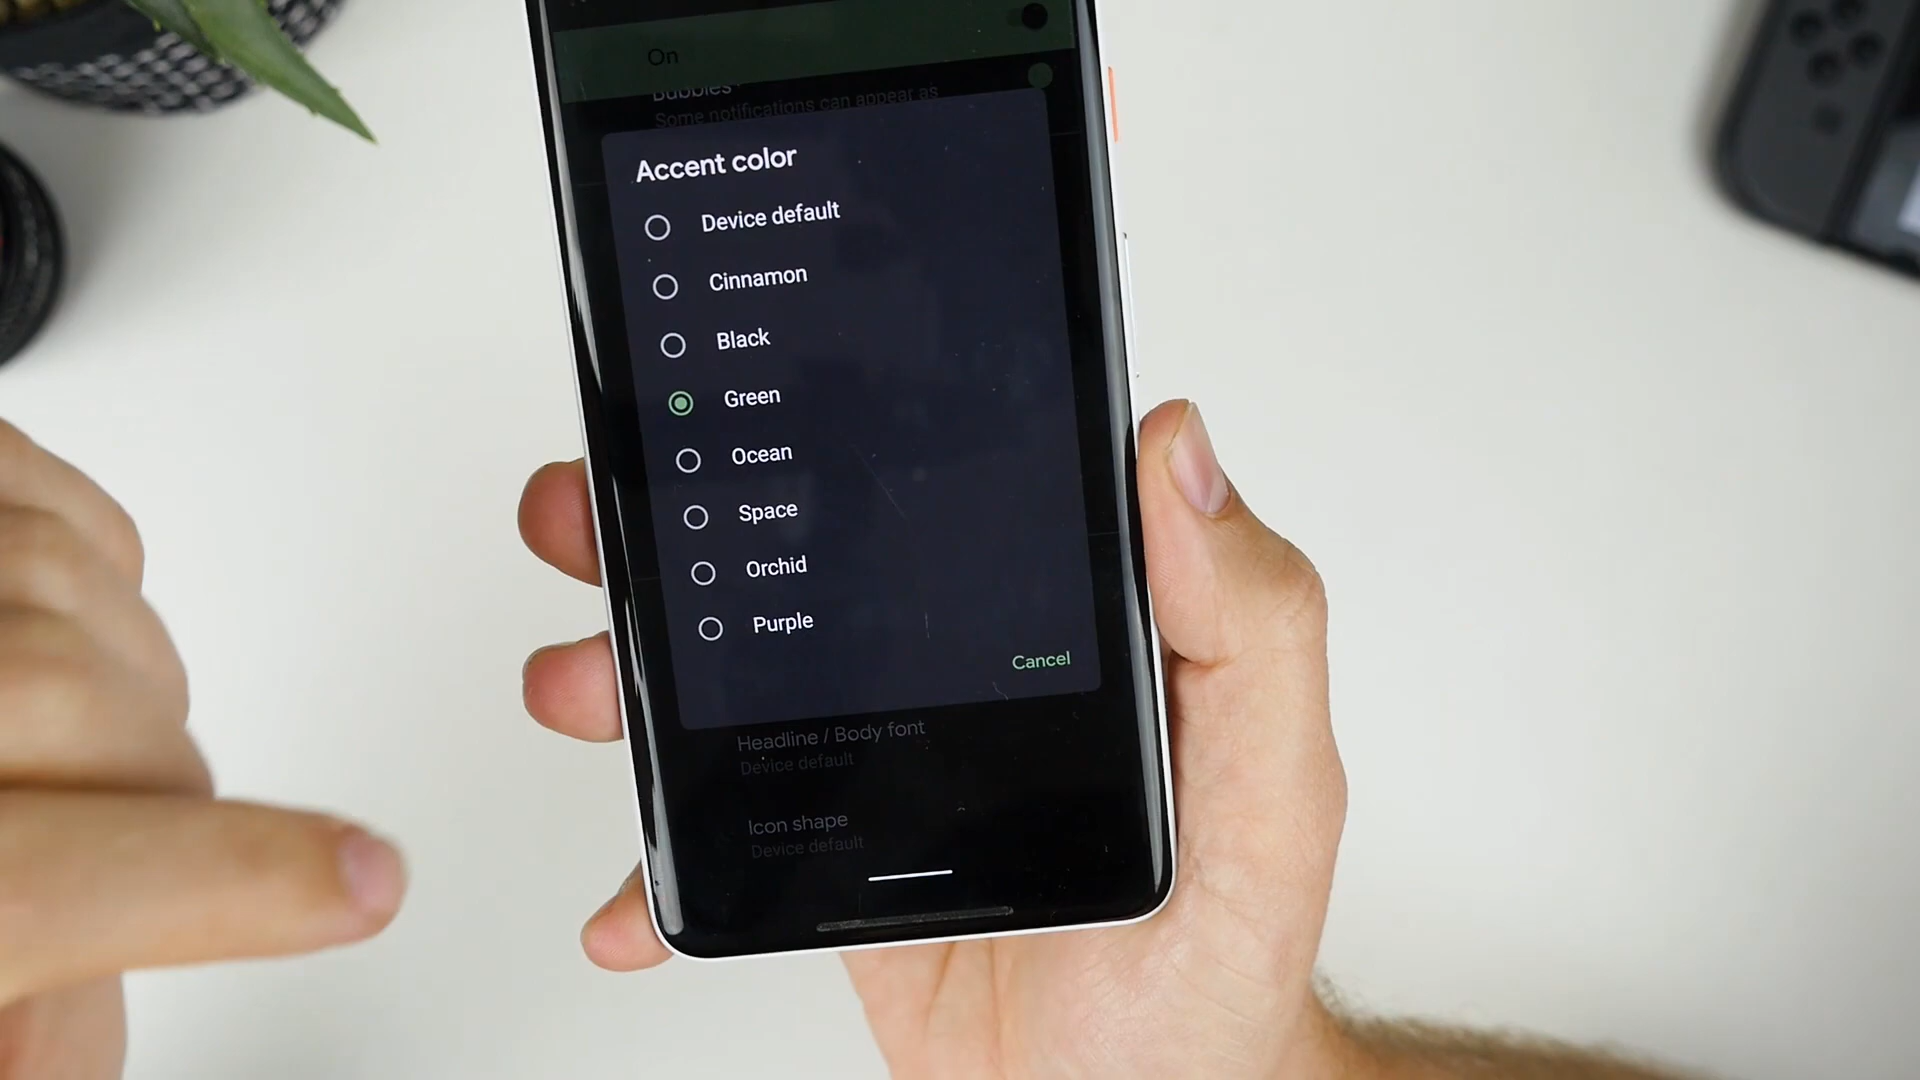 On
Bubbles
Some notifications can appear as
Accent color
Device default
Cinnamon
Black
Green
Ocean
Space
Orchid
Purple
Cancel
Headline / Body font
Device default
Icon shape
Device default